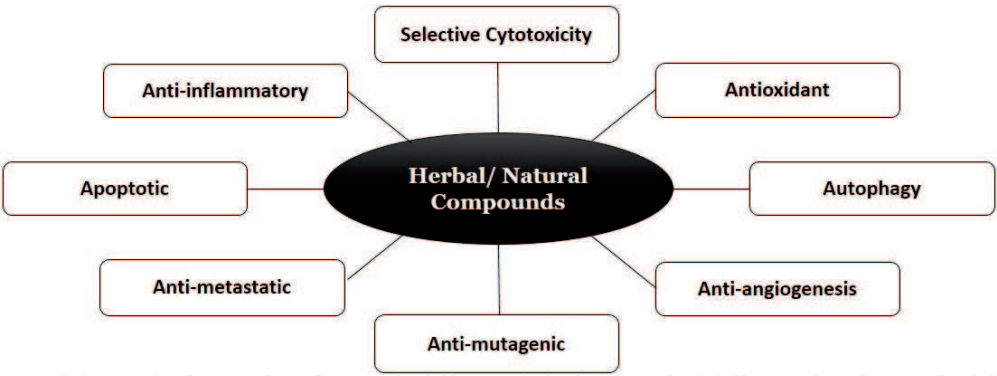 Selective Cytotoxicity
Anti-inflammatory
Antioxidant
Herbal/ Natural
Compounds
Apoptotic
Autophagy
Anti-metastatic
Anti-angiogenesis
Anti-mutagenic